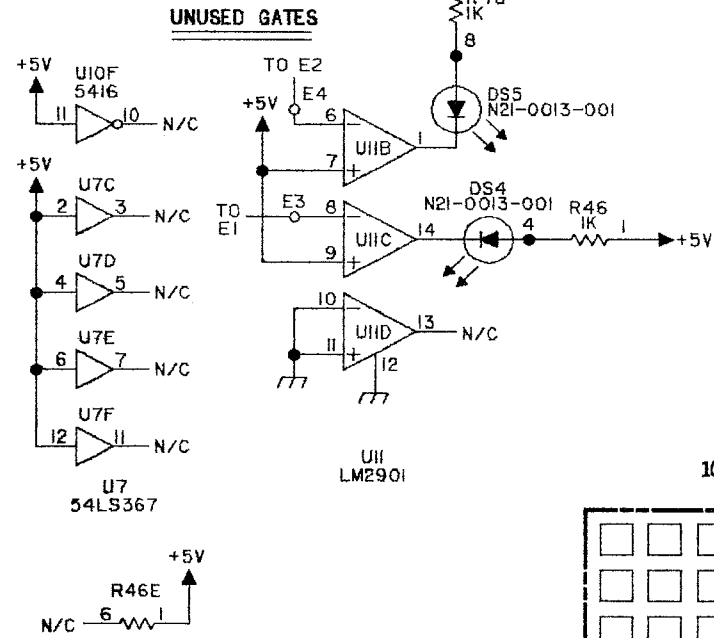 UNUSED GATES
1K
8
+5V
U10F
5416
11
10
N/C
TO E2
E4
+5V
6
7
U11B
1
DS5
N21-0013-001
+5V
U7C
2
3
N/C
TO
E1
E3
8
9
U11C
14
DS4
N21-0013-001
4
R46
1K
1
+5V
U7D
4
5
N/C
10
11
U11D
13
N/C
12
U7E
6
7
N/C
U7F
12
11
N/C
U7
54LS367
U11
LM2901
+5V
R46E
N/C
6
1